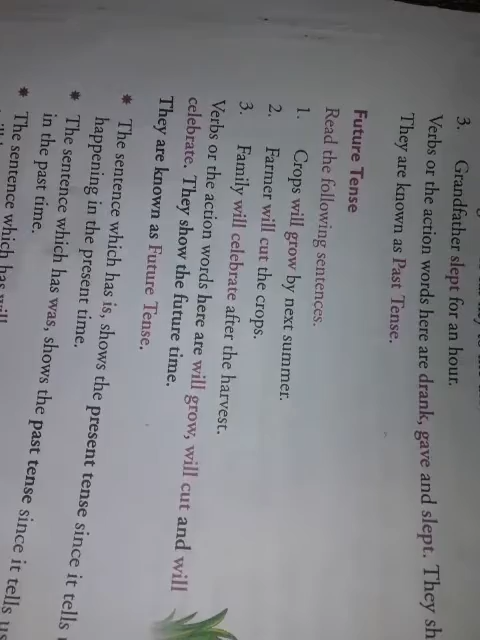 3. Grandfather slept for an hour.
Verbs or the action words here are drank, gave and slept. They
They are known as Past Tense.
Future Tense
Read the following sentences.
1. Crops will grow by next summer.
2. Farmer will cut the crops.
3. Family will celebrate after the harvest.
Verbs or the action words here are will grow, will cut and will
celebrate. They show the future time.
They are known as Future Tense.
* The sentence which has is, shows the present tense since it tells
happening in the present time.
* The sentence which has was, shows the past tense since it tells us
in the past time.
* The sentence which has will